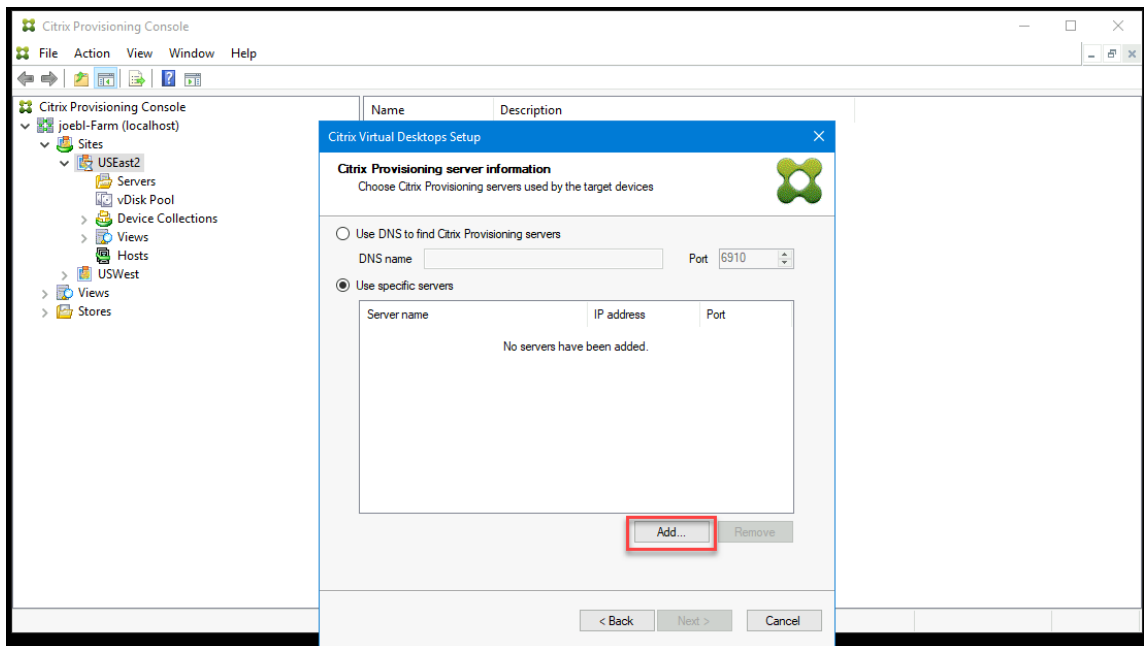 Citrix Provisioning Console
File Action View Window Help
Citrix Provisioning Console
joebl-Farm (localhost)
Sites
USEast2
Servers
vDisk Pool
Device Collections
Views
Hosts
USWest
Views
Stores
Name Description
Citrix Virtual Desktops Setup
Citrix Provisioning server information
Choose Citrix Provisioning servers used by the target devices
Use DNS to find Citrix Provisioning servers
DNS name Port 6910
Use specific servers
Server name IP address Port
No servers have been added.
Add... Remove
< Back Next > Cancel